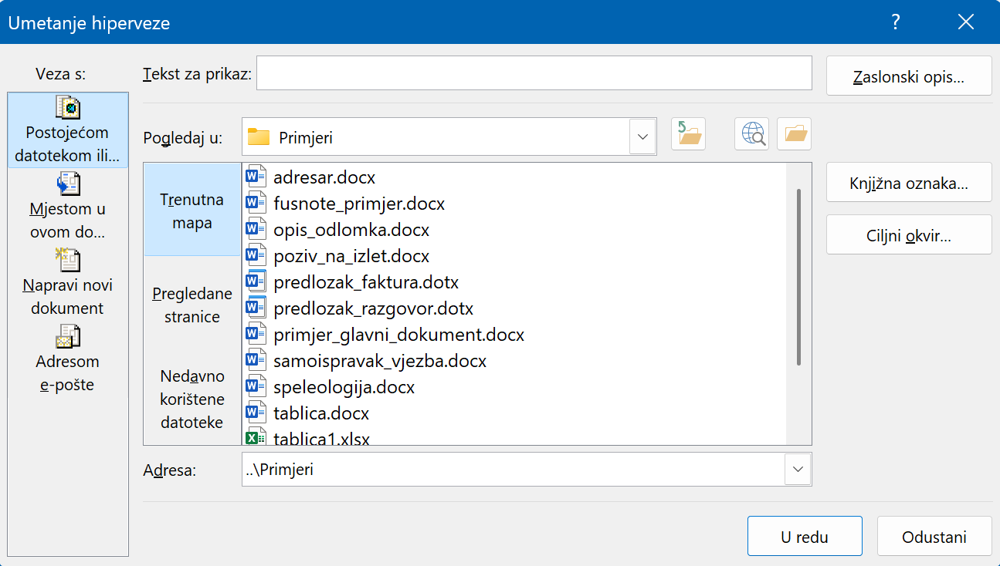 Umetanje hiperveze
Veza s:
Tekst za prikaz:
Zaslonski opis...
Postojećom
datotekom ili...
Mjestom u
ovom do...
Napravi novi
dokument
Adresom
e-pošte
Pogledaj u:
Primjeri
Trenutna
mapa
Pregledane
stranice
Nedavno
korištene
datoteke
adresar.docx
fusnote_primjer.docx
opis_odlomka.docx
poziv_na_izlet.docx
predlozak_faktura.dotx
predlozak_razgovor.dotx
primjer_glavni_dokument.docx
samoispravak_vjezba.docx
speleologija.docx
tablica.docx
tablica1.xlsx
Knjižna oznaka...
Ciljni okvir...
Adresa:
..\Primjeri
U redu
Odustani